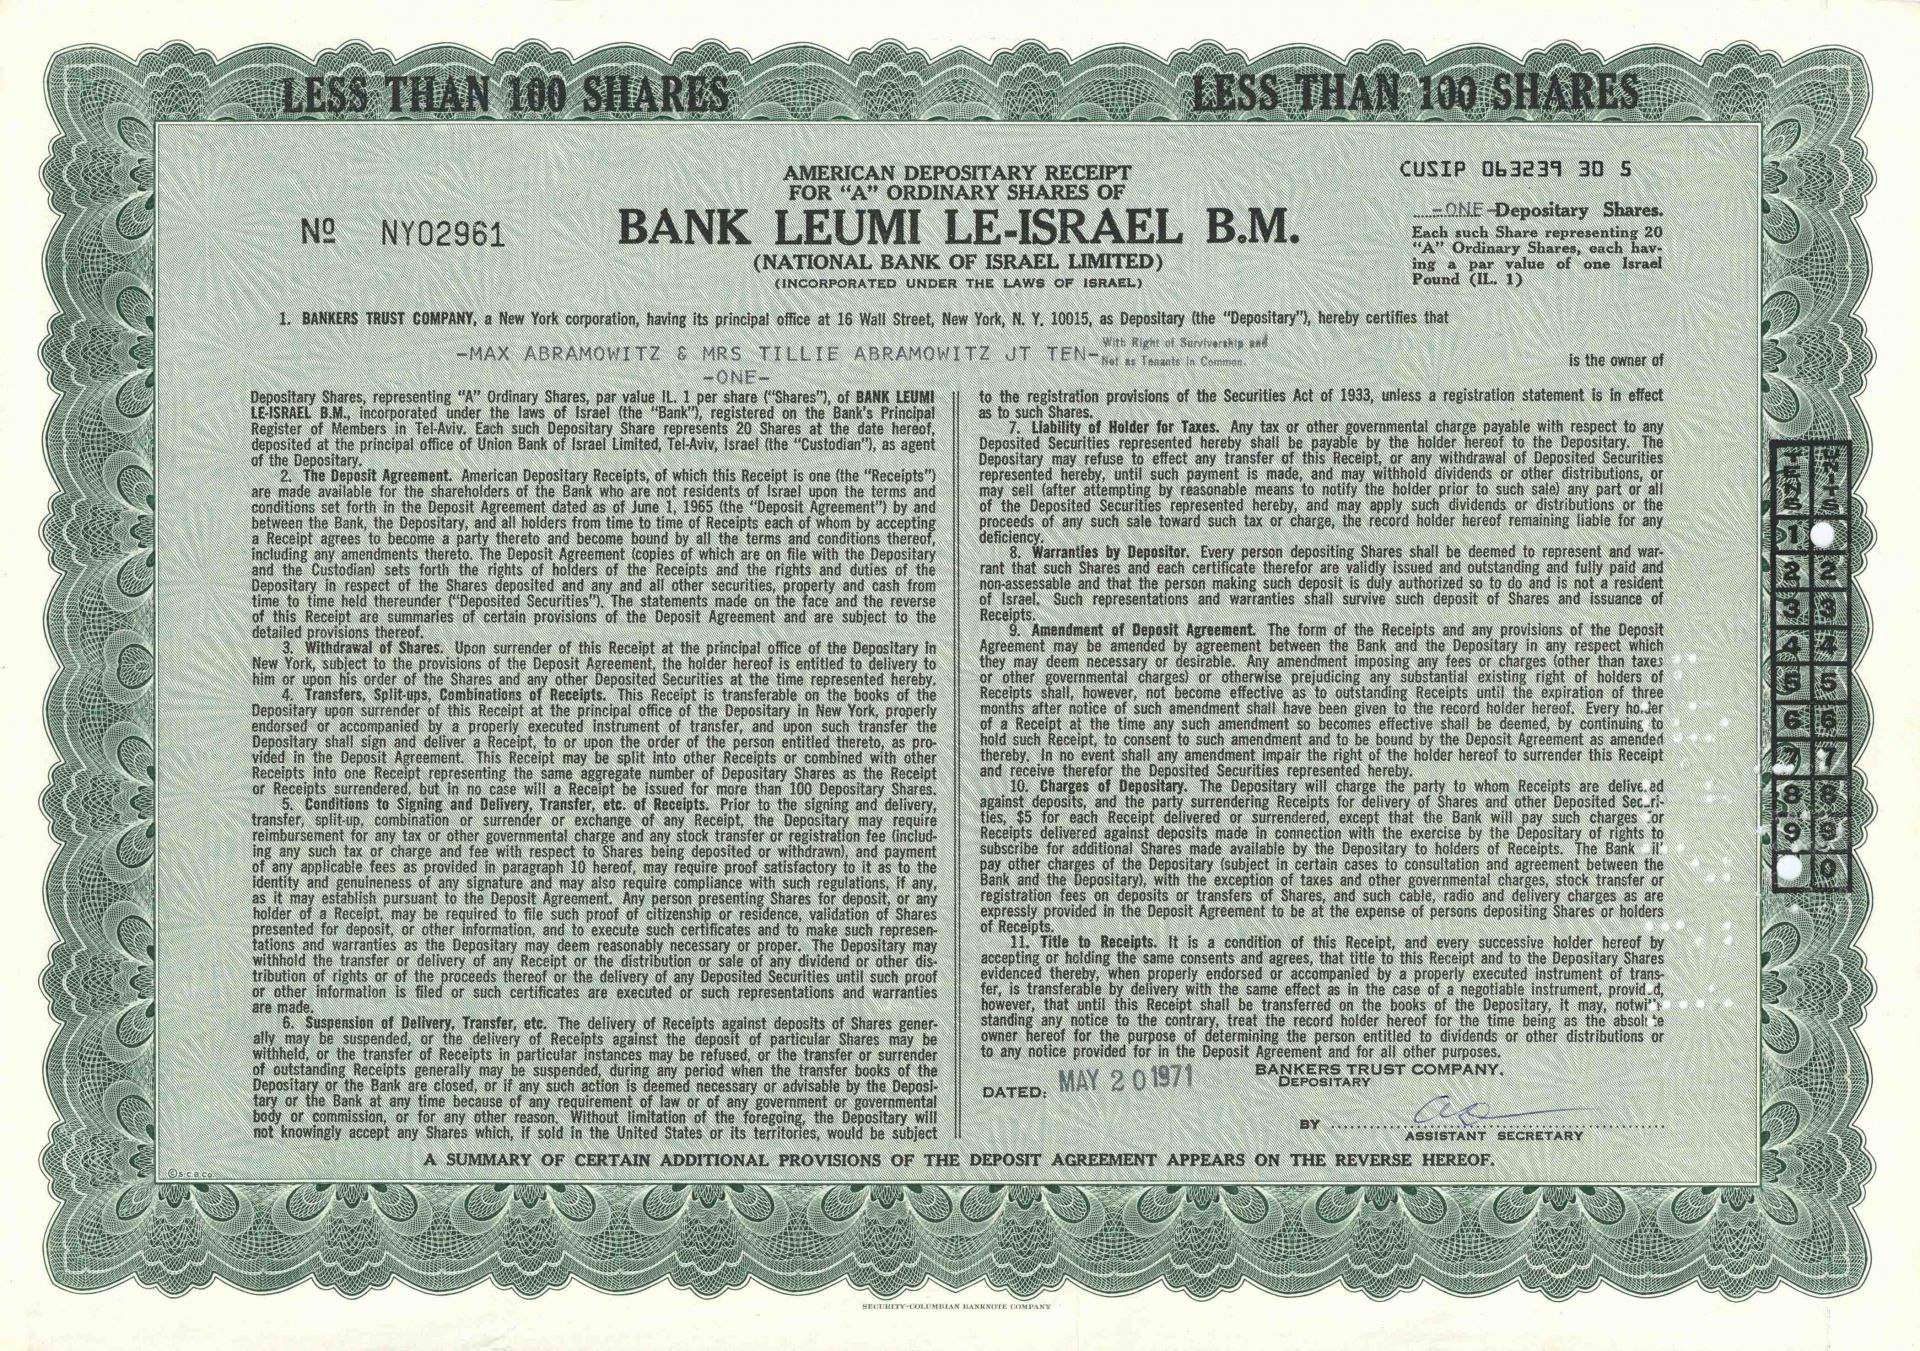 LESS THAN 100 SHARES
LESS THAN 100 SHARES
AMERICAN DEPOSITARY RECEIPT
FOR “A” ORDINARY SHARES OF
BANK LEUMI LE-ISRAEL B.M.
(NATIONAL BANK OF ISRAEL LIMITED)
(INCORPORATED UNDER THE LAWS OF ISRAEL)
Nº NY02961
CUSIP 063239 30 5
-ONE-Depositary Shares.
Each such Share representing 20
“A” Ordinary Shares, each hav-
ing a par value of one Israel
Pound (IL. 1)
1. BANKERS TRUST COMPANY, a New York corporation, having its principal office at 16 Wall Street, New York, N. Y. 10015, as Depositary (the “Depositary”), hereby certifies that
-MAX ABRAMOWITZ & MRS TILLIE ABRAMOWITZ JT TEN-
With Right of Survivership and
Not as Tenants in Common.
is the owner of
-ONE-
Depositary Shares, representing “A” Ordinary Shares, par value IL. 1 per share (“Shares”), of BANK LEUMI
LE-ISRAEL B.M., incorporated under the laws of Israel (the “Bank”), registered on the Bank’s Principal
Register of Members in Tel-Aviv. Each such Depositary Share represents 20 Shares at the date hereof,
deposited at the principal office of Union Bank of Israel Limited, Tel-Aviv, Israel (the “Custodian”), as agent
of the Depositary.
2. The Deposit Agreement. American Depositary Receipts, of which this Receipt is one (the “Receipts”)
are made available for the shareholders of the Bank who are not residents of Israel upon the terms and
conditions set forth in the Deposit Agreement dated as of June 1, 1965 (the “Deposit Agreement”) by and
between the Bank, the Depositary, and all holders from time to time of Receipts each of whom by accepting
a Receipt agrees to become a party thereto and become bound by all the terms and conditions thereof,
including any amendments thereto. The Deposit Agreement (copies of which are on file with the Depositary
and the Custodian) sets forth the rights of holders of the Receipts and the rights and duties of the
Depositary in respect of the Shares deposited and any and all other securities, property and cash from
time to time held thereunder (“Deposited Securities”). The statements made on the face and the reverse
of this Receipt are summaries of certain provisions of the Deposit Agreement and are subject to the
detailed provisions thereof.
3. Withdrawal of Shares. Upon surrender of this Receipt at the principal office of the Depositary in
New York, subject to the provisions of the Deposit Agreement, the holder hereof is entitled to delivery to
him or upon his order of the Shares and any other Deposited Securities at the time represented hereby.
4. Transfers, Split-ups, Combinations of Receipts. This Receipt is transferable on the books of the
Depositary upon surrender of this Receipt at the principal office of the Depositary in New York, properly
endorsed or accompanied by a properly executed instrument of transfer, and upon such transfer the
Depositary shall sign and deliver a Receipt, to or upon the order of the person entitled thereto, as pro-
vided in the Deposit Agreement. This Receipt may be split into other Receipts or combined with other
Receipts into one Receipt representing the same aggregate number of Depositary Shares as the Receipt
or Receipts surrendered, but in no case will a Receipt be issued for more than 100 Depositary Shares.
5. Conditions to Signing and Delivery, Transfer, etc. of Receipts. Prior to the signing and delivery,
transfer, split-up, combination or surrender or exchange of any Receipt, the Depositary may require
reimbursement for any tax or other governmental charge and any stock transfer or registration fee (includ-
ing any such tax or charge and fee with respect to Shares being deposited or withdrawn), and payment
of any applicable fees as provided in paragraph 10 hereof, may require proof satisfactory to it as to the
identity and genuineness of any signature and may also require compliance with such regulations, if any,
as it may establish pursuant to the Deposit Agreement. Any person presenting Shares for deposit, or any
holder of a Receipt, may be required to file such proof of citizenship or residence, validation of Shares
presented for deposit, or other information, and to execute such certificates and to make such represen-
tations and warranties as the Depositary may deem reasonably necessary or proper. The Depositary may
withhold the transfer or delivery of any Receipt or the distribution or sale of any dividend or other dis-
tribution of rights or of the proceeds thereof or the delivery of any Deposited Securities until such proof
or other information is filed or such certificates are executed or such representations and warranties
are made.
6. Suspension of Delivery, Transfer, etc. The delivery of Receipts against deposits of Shares gener-
ally may be suspended, or the delivery of Receipts against the deposit of particular Shares may be
withheld, or the transfer of Receipts in particular instances may be refused, or the transfer or surrender
of outstanding Receipts generally may be suspended, during any period when the transfer books of the
Depositary or the Bank are closed, or if any such action is deemed necessary or advisable by the Deposi-
tary or the Bank at any time because of any requirement of law or of any government or governmental
body or commission, or for any other reason. Without limitation of the foregoing, the Depositary will
not knowingly accept any Shares which, if sold in the United States or its territories, would be subject
to the registration provisions of the Securities Act of 1933, unless a registration statement is in effect
as to such Shares.
7. Liability of Holder for Taxes. Any tax or other governmental charge payable with respect to any
Deposited Securities represented hereby shall be payable by the holder hereof to the Depositary. The
Depositary may refuse to effect any transfer of this Receipt, or any withdrawal of Deposited Securities
represented hereby, until such payment is made, and may withhold dividends or other distributions, or
may sell (after attempting by reasonable means to notify the holder prior to such sale) any part or all
of the Deposited Securities represented hereby, and may apply such dividends or distributions or the
proceeds of any such sale toward such tax or charge, the record holder hereof remaining liable for any
deficiency.
8. Warranties by Depositor. Every person depositing Shares shall be deemed to represent and war-
rant that such Shares and each certificate therefor are validly issued and outstanding and fully paid and
non-assessable and that the person making such deposit is duly authorized so to do and is not a resident
of Israel. Such representations and warranties shall survive such deposit of Shares and issuance of
Receipts.
9. Amendment of Deposit Agreement. The form of the Receipts and any provisions of the Deposit
Agreement may be amended by agreement between the Bank and the Depositary in any respect which
they may deem necessary or desirable. Any amendment imposing any fees or charges (other than taxes
or other governmental charges) or otherwise prejudicing any substantial existing right of holders of
Receipts shall, however, not become effective as to outstanding Receipts until the expiration of three
months after notice of such amendment shall have been given to the record holder hereof. Every holder
of a Receipt at the time any such amendment so becomes effective shall be deemed, by continuing to
hold such Receipt, to consent to such amendment and to be bound by the Deposit Agreement as amended
thereby. In no event shall any amendment impair the right of the holder hereof to surrender this Receipt
and receive therefor the Deposited Securities represented hereby.
10. Charges of Depositary. The Depositary will charge the party to whom Receipts are delivered
against deposits, and the party surrendering Receipts for delivery of Shares and other Deposited Securi-
ties, $5 for each Receipt delivered or surrendered, except that the Bank will pay such charges for
Receipts delivered against deposits made in connection with the exercise by the Depositary of rights to
subscribe for additional Shares made available by the Depositary to holders of Receipts. The Bank will
pay other charges of the Depositary (subject in certain cases to consultation and agreement between the
Bank and the Depositary), with the exception of taxes and other governmental charges, stock transfer or
registration fees on deposits or transfers of Shares, and such cable, radio and delivery charges as are
expressly provided in the Deposit Agreement to be at the expense of persons depositing Shares or holders
of Receipts.
11. Title to Receipts. It is a condition of this Receipt, and every successive holder hereof by
accepting or holding the same consents and agrees, that title to this Receipt and to the Depositary Shares
evidenced thereby, when properly endorsed or accompanied by a properly executed instrument of trans-
fer, is transferable by delivery with the same effect as in the case of a negotiable instrument, provided,
however, that until this Receipt shall be transferred on the books of the Depositary, it may, notwith-
standing any notice to the contrary, treat the record holder hereof for the time being as the absolute
owner hereof for the purpose of determining the person entitled to dividends or other distributions or
to any notice provided for in the Deposit Agreement and for all other purposes.
DATED: MAY 20 1971
BANKERS TRUST COMPANY,
DEPOSITARY
BY
ASSISTANT SECRETARY
A SUMMARY OF CERTAIN ADDITIONAL PROVISIONS OF THE DEPOSIT AGREEMENT APPEARS ON THE REVERSE HEREOF.
©S-C.B.Co.
SECURITY-COLUMBIAN BANKNOTE COMPANY
TENS UNITS
1
2 2
3 3
4 4
5 5
6 6
7 7
8 8
9 9
0